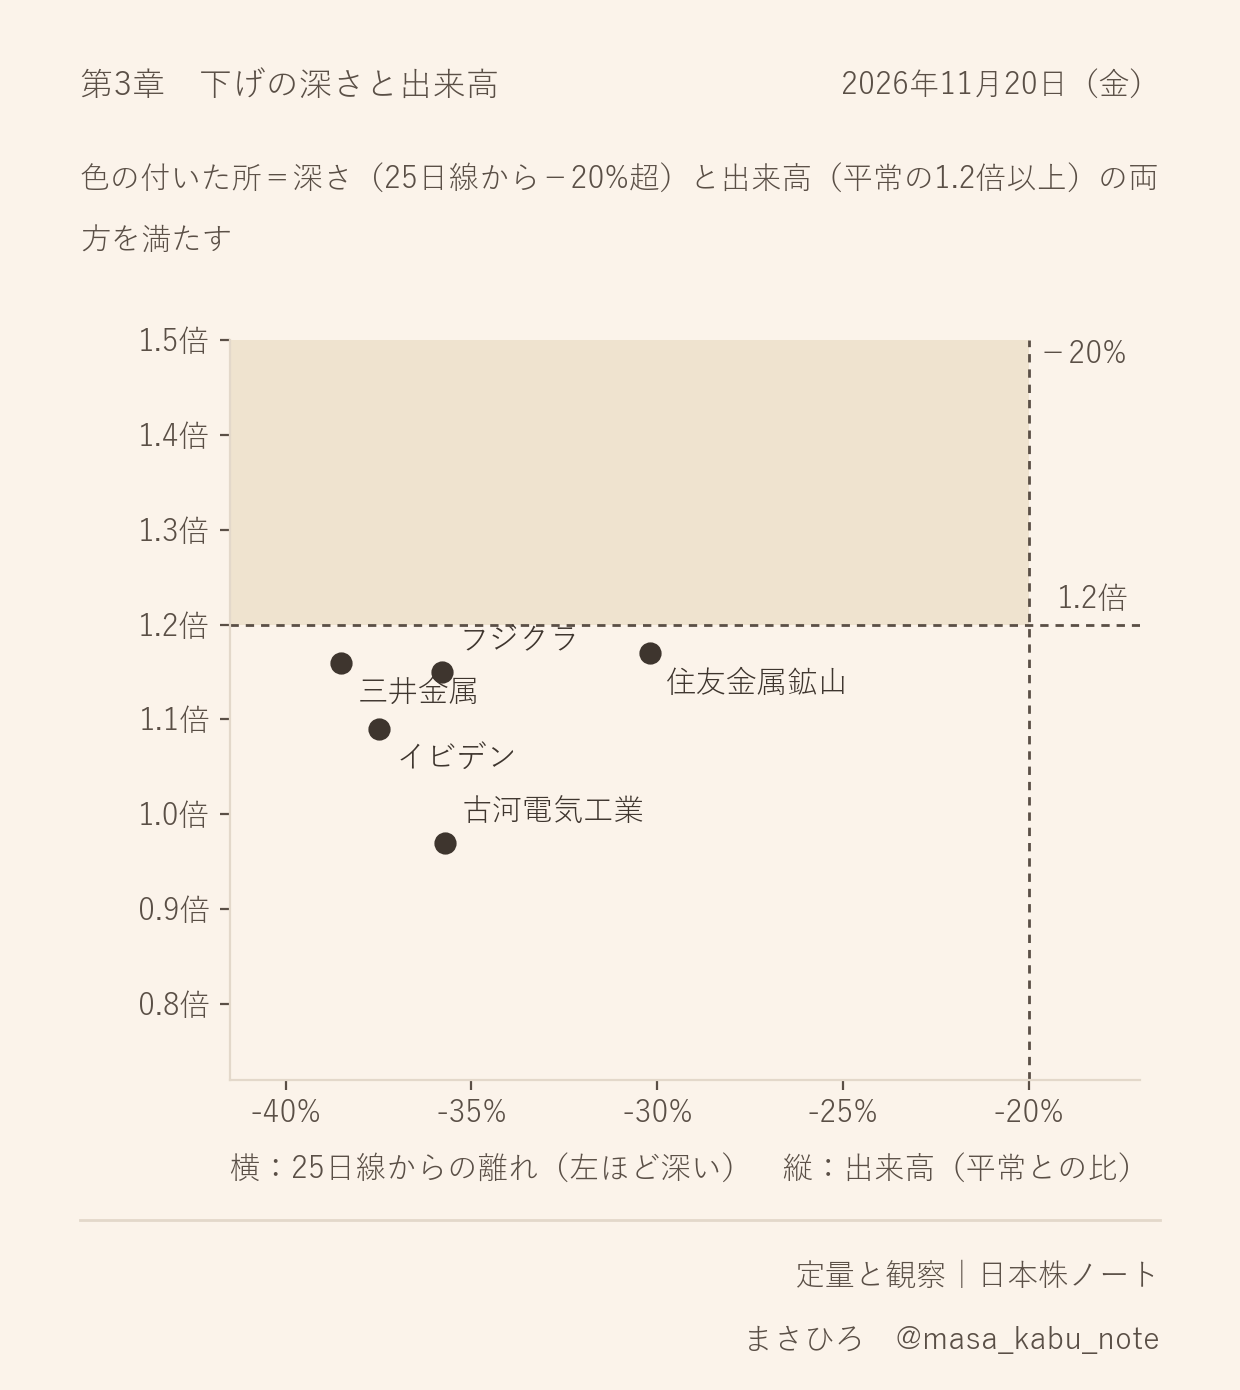 第3章　下げの深さと出来高
2026年11月20日（金）
色の付いた所＝深さ（25日線から－20%超）と出来高（平常の1.2倍以上）の両
方を満たす
1.5倍
－20%
1.4倍
1.3倍
1.2倍
1.2倍
フジクラ
三井金属
住友金属鉱山
1.1倍
イビデン
1.0倍
古河電気工業
0.9倍
0.8倍
-40%
-35%
-30%
-25%
-20%
横：25日線からの離れ（左ほど深い）　縦：出来高（平常との比）
定量と観察｜日本株ノート
まさひろ　@masa_kabu_note